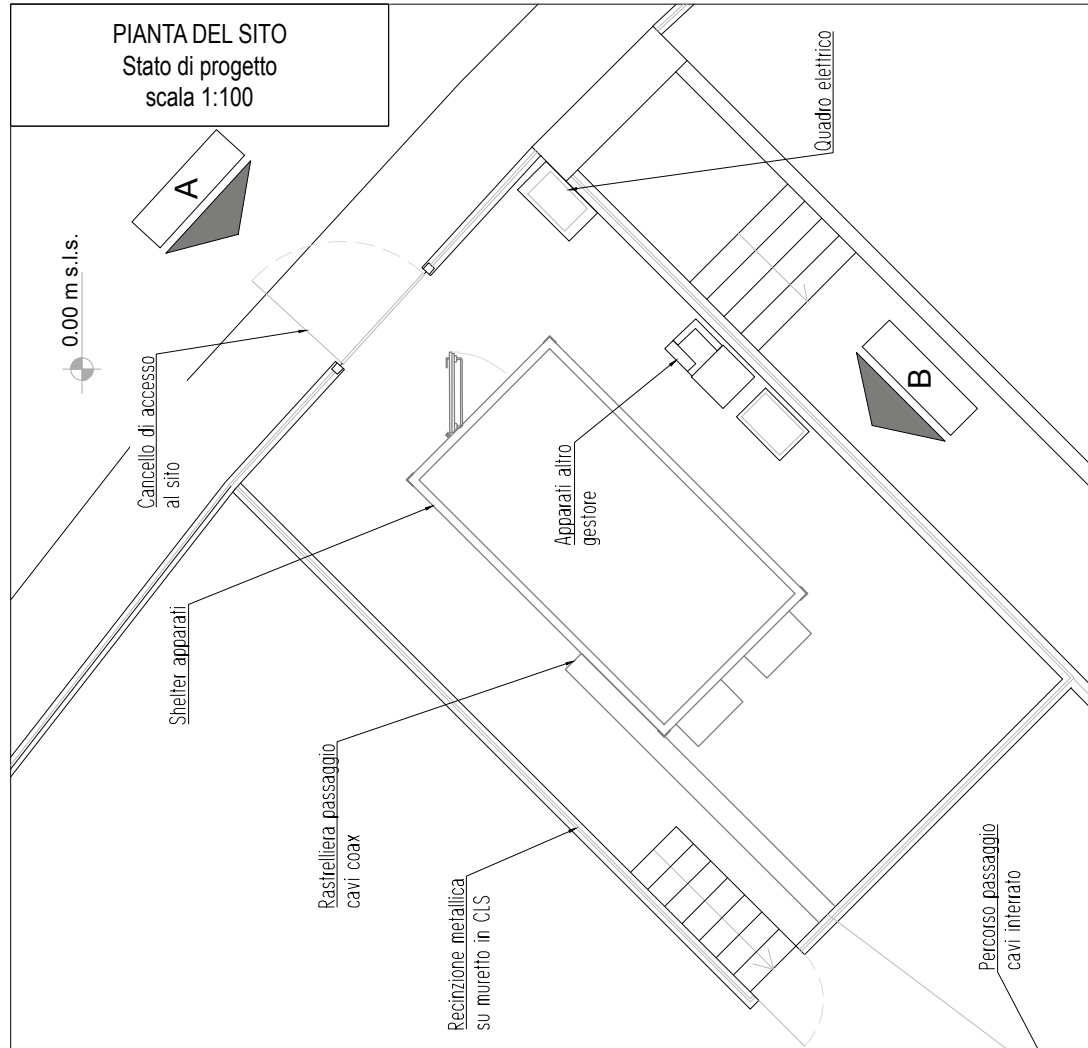 PIANTA DEL SITO
Stato di progetto
scala 1:100
A
0.00 m s.l.s.
Cancello di accesso
al sito
Quadro elettrico
B
Apparati altro
gestore
Shelter apparati
Rastrelliera passaggio
cavi coax
Recinzione metallica
su muretto in CLS
Percorso passaggio
cavi interrato